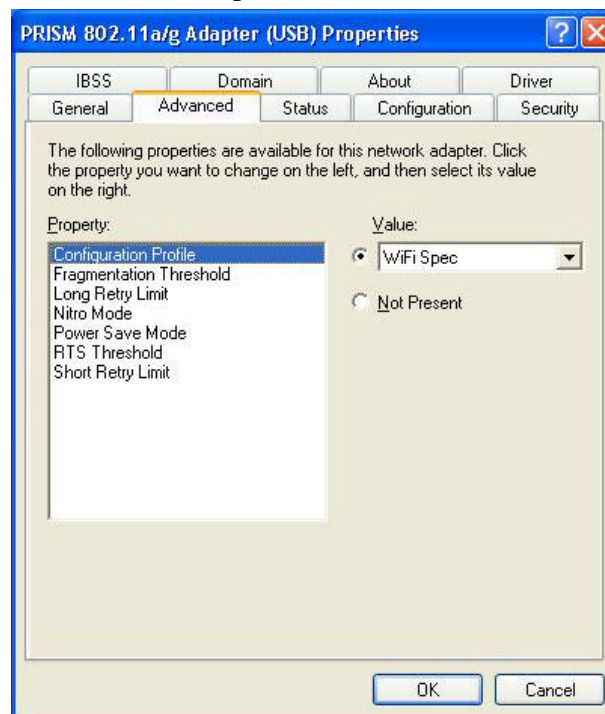 PRISM 802.11a/g Adapter (USB) Properties
IBSS Domain About Driver
General Advanced Status Configuration Security
The following properties are available for this network adapter. Click
the property you want to change on the left, and then select its value
on the right.
Property:
Value:
Configuration Profile
Fragmentation Threshold
Long Retry Limit
Nitro Mode
Power Save Mode
RTS Threshold
Short Retry Limit
WiFi Spec
Not Present
OK Cancel